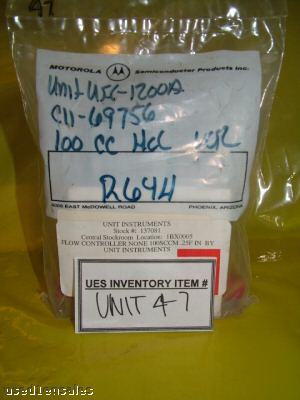 47
MOTOROLA Semiconductor Products Inc.
Unit UFC-1200A
C11-69756
100 CC HCL VCR
R644
5005 EAST McDOWELL ROAD PHOENIX, ARIZONA
UNIT INSTRUMENTS
Stock #: 137081
Central Stockroom Location: 1BX0005
FLOW CONTROLLER NONE 100SCCM .25F IN BY
UNIT INSTRUMENTS
UES INVENTORY ITEM #
UNIT 47
used1ensales